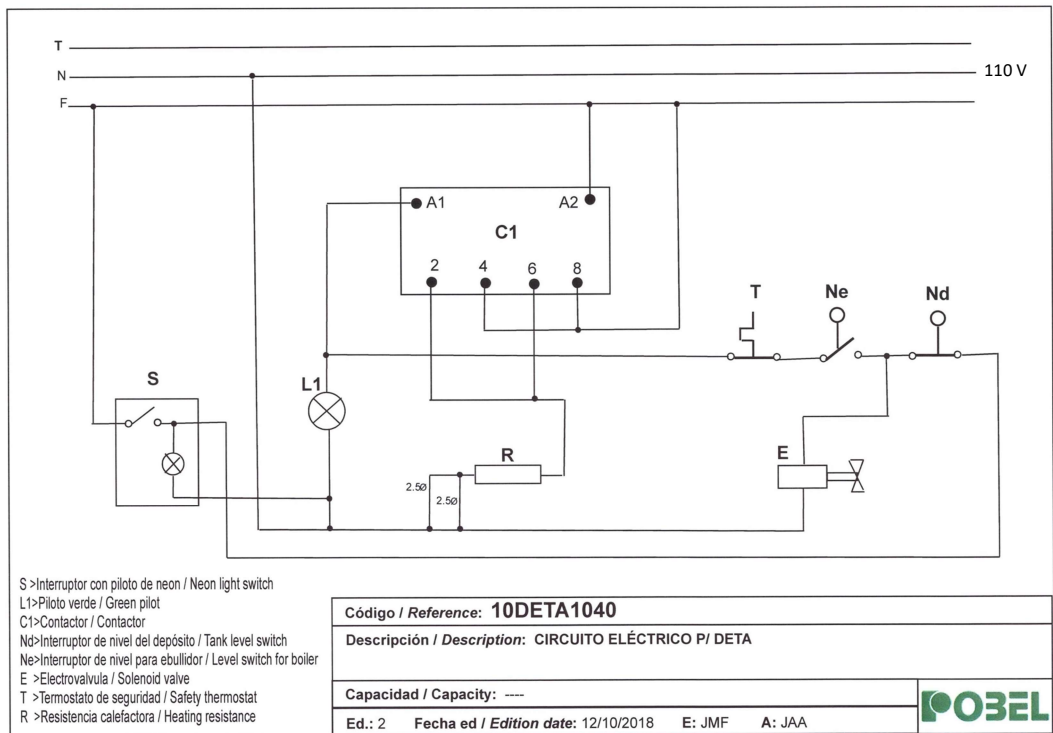 T
N
110 V
F
A1
A2
C1
2
4
6
8
T
Ne
Nd
S
L1
R
E
2.5ø
2.5ø
S >Interruptor con piloto de neon / Neon light switch
L1>Piloto verde / Green pilot
C1>Contactor / Contactor
Nd>Interruptor de nivel del depósito / Tank level switch
Ne>Interruptor de nivel para ebullidor / Level switch for boiler
E >Electrovalvula / Solenoid valve
T >Termostato de seguridad / Safety thermostat
R >Resistencia calefactora / Heating resistance
Código / Reference: 10DETA1040
Descripción / Description: CIRCUITO ELÉCTRICO P/ DETA
Capacidad / Capacity: ----
Ed.: 2 Fecha ed / Edition date: 12/10/2018 E: JMF A: JAA
POBEL